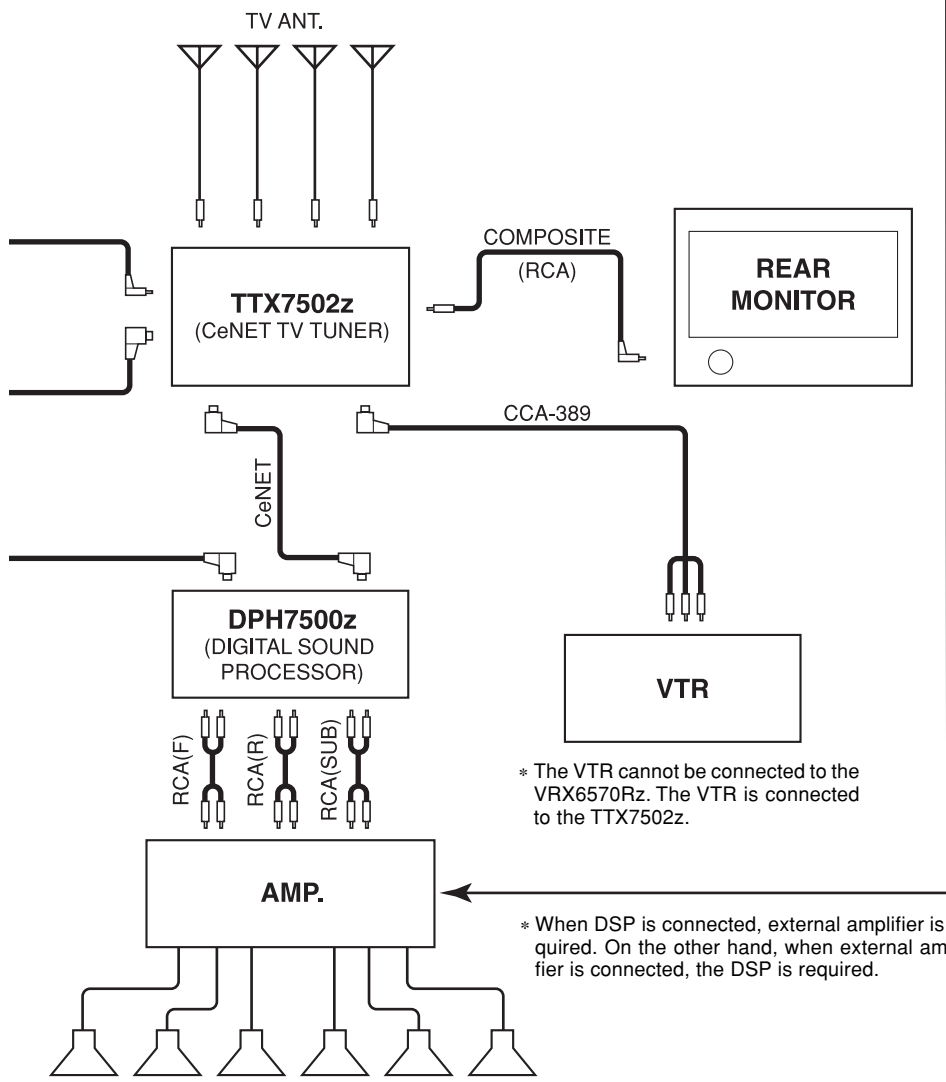 TV ANT.
COMPOSITE
(RCA)
REAR
MONITOR
TTX7502z
(CeNET TV TUNER)
CCA-389
CeNET
DPH7500z
(DIGITAL SOUND
PROCESSOR)
VTR
RCA(F)
RCA(R)
RCA(SUB)
* The VTR cannot be connected to the
VRX6570Rz. The VTR is connected
to the TTX7502z.
AMP.
* When DSP is connected, external amplifier is
quired. On the other hand, when external am
fier is connected, the DSP is required.